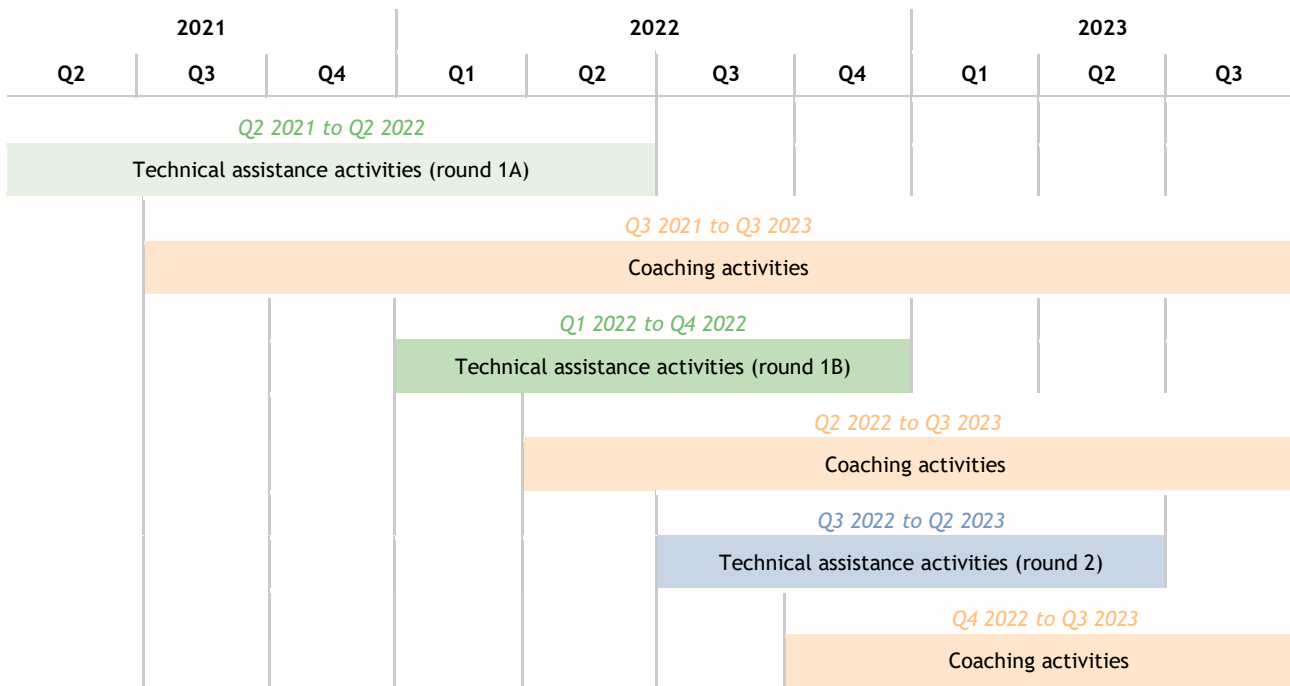 2021 2022 2023
Q2 Q3 Q4 Q1 Q2 Q3 Q4 Q1 Q2 Q3
Q2 2021 to Q2 2022
Technical assistance activities (round 1A)
Q3 2021 to Q3 2023
Coaching activities
Q1 2022 to Q4 2022
Technical assistance activities (round 1B)
Q2 2022 to Q3 2023
Coaching activities
Q3 2022 to Q2 2023
Technical assistance activities (round 2)
Q4 2022 to Q3 2023
Coaching activities